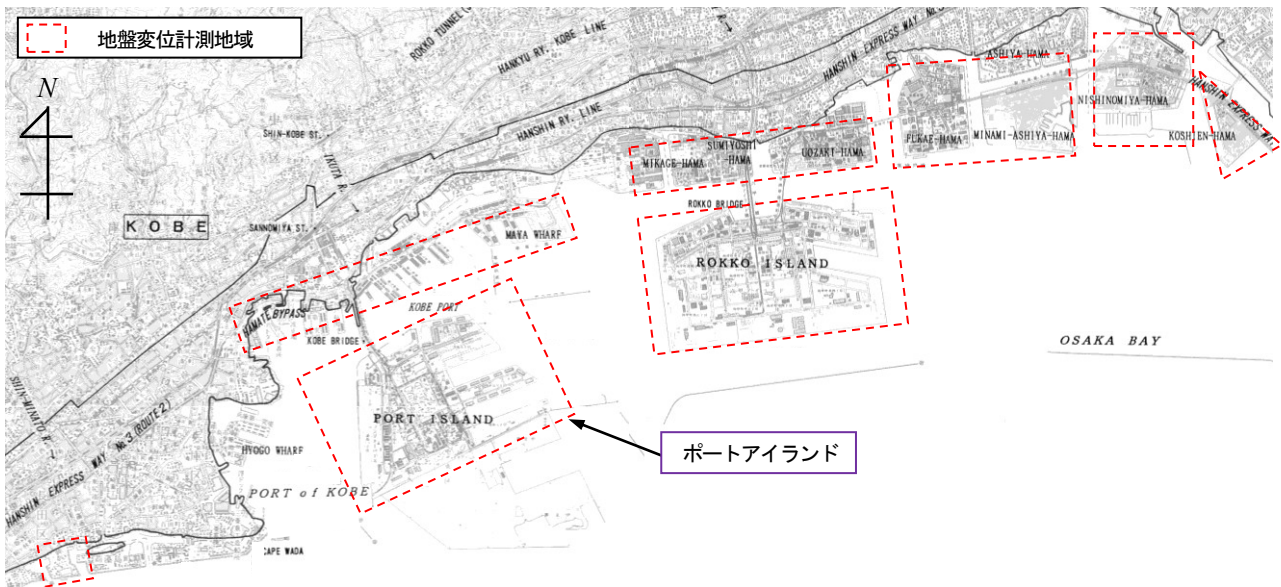 地盤変位計測地域
N
ROKKO TUNNEL
HANKYU RY. KOBE LINE
HANSHIN EXPRESS WAY
ASHIYA-HAMA
HANSHIN RY. LINE
SHIN-KOBE ST.
IKUTA R.
NISHINOMIYA-HAMA
HANSHIN EXPRESS WAY
FUKAE-HAMA
MINAMI-ASHIYA-HAMA
KOSHIEN-HAMA
SUMIYOSHI
-HAMA
MIKAGE-HAMA
UOZAKI-HAMA
ROKKO BRIDGE
KOBE
SANNOMIYA ST.
MAYA WHARF
ROKKO ISLAND
KOBE PORT
HAMATE BYPASS
KOBE BRIDGE
OSAKA BAY
SHIN-MINATO R.
HANSHIN EXPRESS WAY No.3 (ROUTE 2)
PORT ISLAND
ポートアイランド
HYOGO WHARF
PORT of KOBE
CAPE WADA